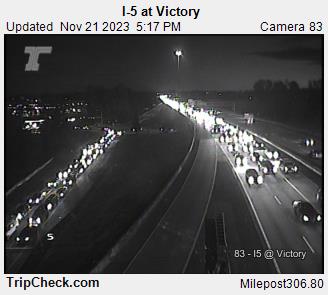 I-5 at Victory
Updated Nov 21 2023 5:17 PM Camera 83
T
S
83 - I5 @ Victory
TripCheck.com Milepost306.80